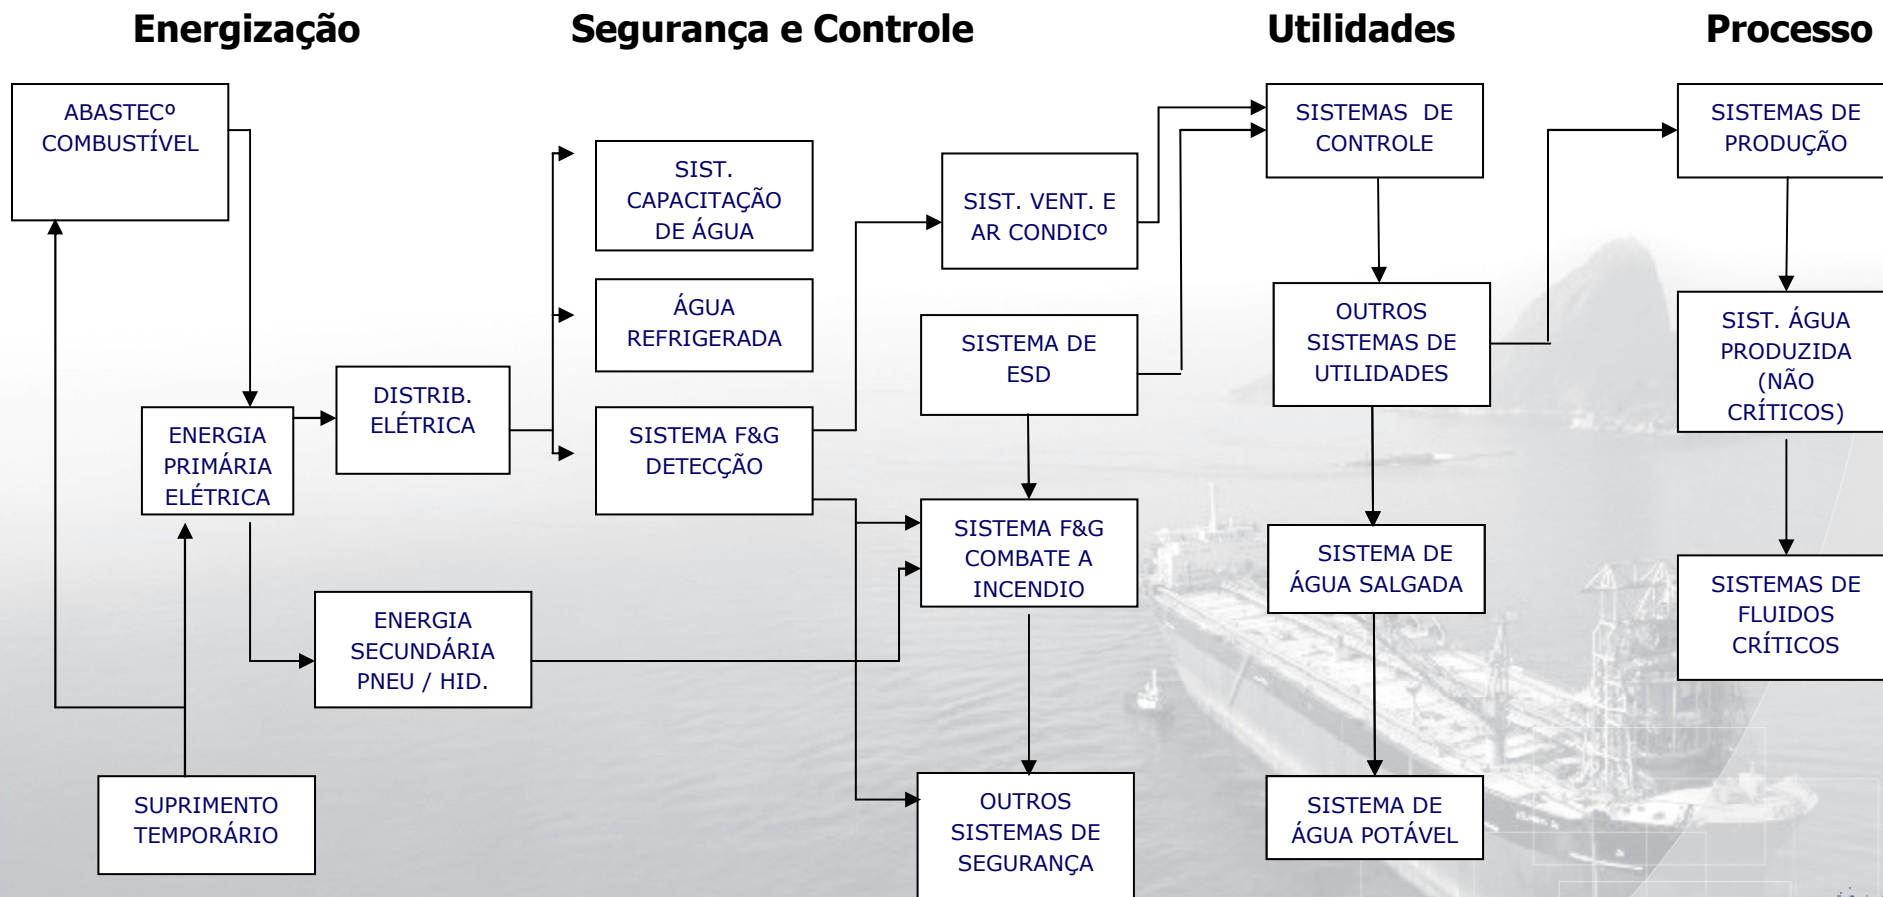 Energização
Segurança e Controle
Utilidades
Processo
ABASTECº
COMBUSTÍVEL
ENERGIA
PRIMÁRIA
ELÉTRICA
DISTRIB.
ELÉTRICA
ENERGIA
SECUNDÁRIA
PNEU / HID.
SUPRIMENTO
TEMPORÁRIO
SIST.
CAPACITAÇÃO
DE ÁGUA
ÁGUA
REFRIGERADA
SISTEMA F&G
DETECÇÃO
SIST. VENT. E
AR CONDICº
SISTEMA DE
ESD
SISTEMA F&G
COMBATE A
INCENDIO
OUTROS
SISTEMAS DE
SEGURANÇA
SISTEMAS DE
CONTROLE
OUTROS
SISTEMAS DE
UTILIDADES
SISTEMA DE
ÁGUA SALGADA
SISTEMA DE
ÁGUA POTÁVEL
SISTEMAS DE
PRODUÇÃO
SIST. ÁGUA
PRODUZIDA
(NÃO
CRÍTICOS)
SISTEMAS DE
FLUIDOS
CRÍTICOS